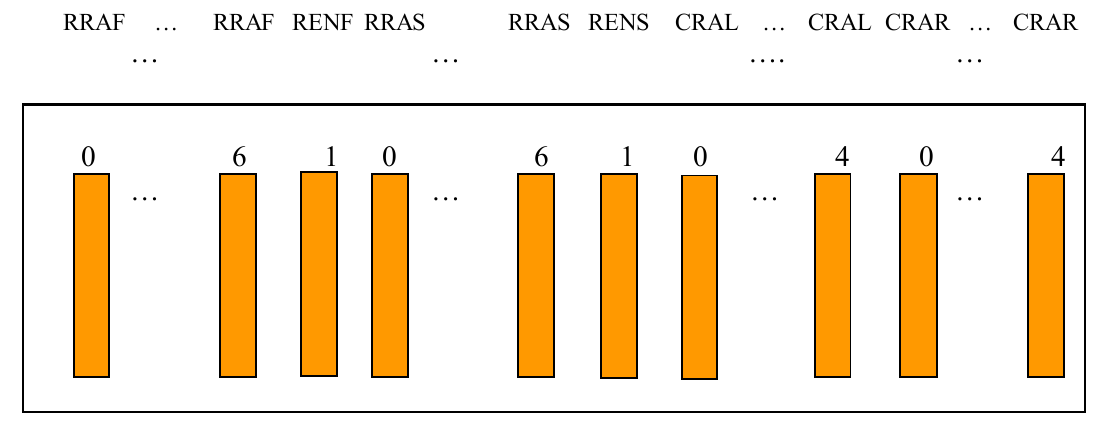 RRAF … RRAF RENF RRAS RRAS RENS CRAL … CRAL CRAR … CRAR
… … …. …
0 6 1 0 6 1 0 4 0 4
… … … …